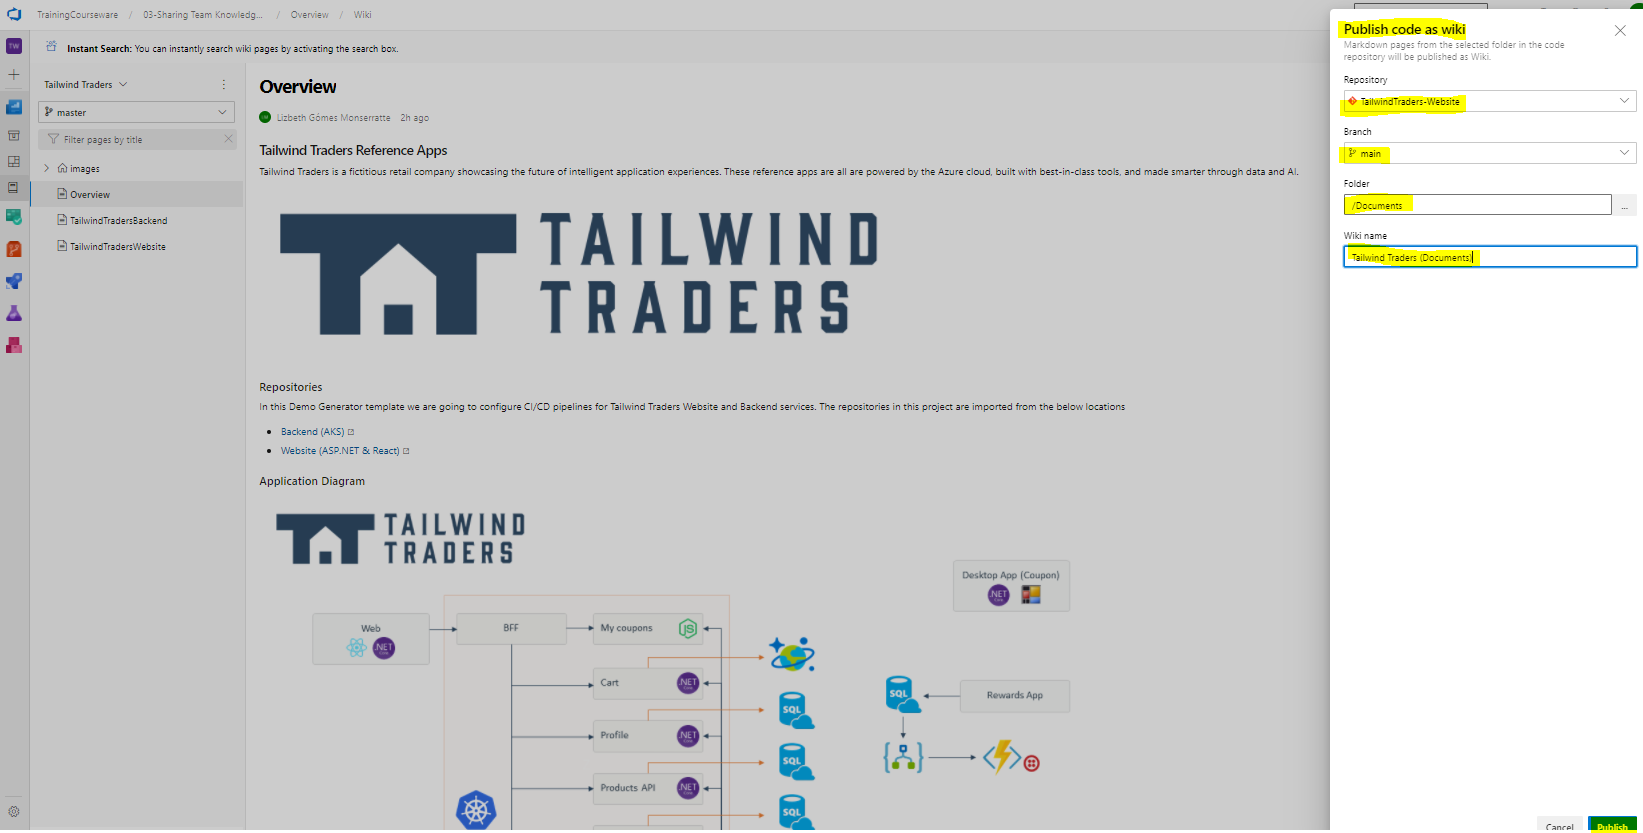 TrainingCourseware / 03-Sharing Team Knowledg... / Overview / Wiki
TW
Instant Search: You can instantly search wiki pages by activating the search box.
Tailwind Traders
master
Filter pages by title
images
Overview
TailwindTradersBackend
TailwindTradersWebsite
Overview
Lizbeth Gómes Monserratte 2h ago
Tailwind Traders Reference Apps
Tailwind Traders is a fictitious retail company showcasing the future of intelligent application experiences. These reference apps are all are powered by the Azure cloud, built with best-in-class tools, and made smarter through data and AI.
TAILWIND
TRADERS
Repositories
In this Demo Generator template we are going to configure CI/CD pipelines for Tailwind Traders Website and Backend services. The repositories in this project are imported from the below locations
Backend (AKS)
Website (ASP.NET & React)
Application Diagram
TAILWIND
TRADERS
Desktop App (Coupon)
.NET
Web
.NET
BFF
My coupons
JS
Cart
.NET
Profile
.NET
Products API
.NET
SQL
SQL
SQL
SQL
Rewards App
Publish code as wiki
Markdown pages from the selected folder in the code
repository will be published as Wiki.
Repository
TailwindTraders-Website
Branch
main
Folder
/Documents
...
Wiki name
Tailwind Traders (Documents)
Cancel
Publish